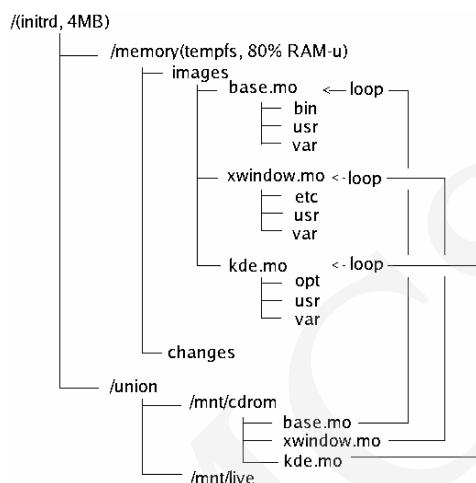 /(initrd, 4MB)
/memory(tempfs, 80% RAM-u)
images
base.mo <- loop
bin
usr
var
xwindow.mo <- loop
etc
usr
var
kde.mo <- loop
opt
usr
var
changes
/union
/mnt/cdrom
base.mo
xwindow.mo
kde.mo
/mnt/live